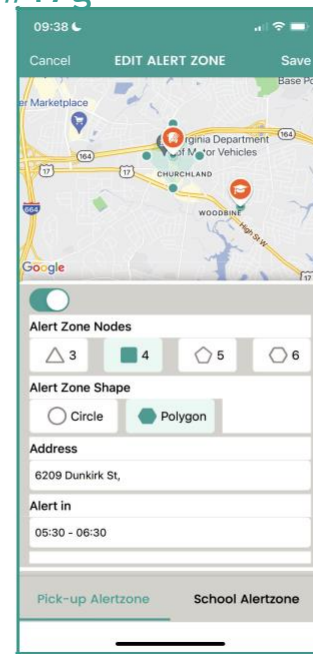 09:38
Cancel EDIT ALERT ZONE Save
Base
er Marketplace
164
rginia Department
of Motor Vehicles
164
17
17
CHURCHLAND
WOODBINE
664
High St W
Google
17
Alert Zone Nodes
3 4 5 6
Alert Zone Shape
Circle Polygon
Address
6209 Dunkirk St,
Alert in
05:30 - 06:30
Pick-up Alertzone School Alertzone